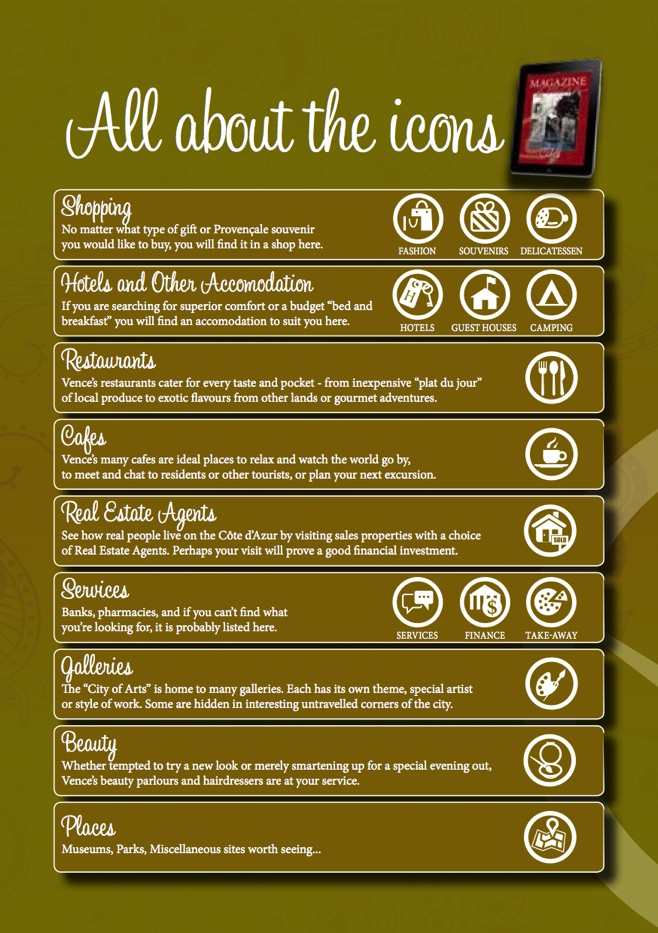 All about the icons
MAGAZINE
Shopping
No matter what type of gift or Provençale souvenir
you would like to buy, you will find it in a shop here.
FASHION
SOUVENIRS
DELICATESSEN
Hotels and Other Accomodation
If you are searching for superior comfort or a budget “bed and
breakfast” you will find an accomodation to suit you here.
H
HOTELS
GUEST HOUSES
CAMPING
Restaurants
Vence’s restaurants cater for every taste and pocket - from inexpensive “plat du jour”
of local produce to exotic flavours from other lands or gourmet adventures.
Cafes
Vence’s many cafes are ideal places to relax and watch the world go by,
to meet and chat to residents or other tourists, or plan your next excursion.
Real Estate Agents
See how real people live on the Côte d’Azur by visiting sales properties with a choice
of Real Estate Agents. Perhaps your visit will prove a good financial investment.
SOLD
Services
Banks, pharmacies, and if you can’t find what
you’re looking for, it is probably listed here.
$
SERVICES
FINANCE
TAKE-AWAY
Galleries
The “City of Arts” is home to many galleries. Each has its own theme, special artist
or style of work. Some are hidden in interesting untravelled corners of the city.
Beauty
Whether tempted to try a new look or merely smartening up for a special evening out,
Vence’s beauty parlours and hairdressers are at your service.
Places
Museums, Parks, Miscellaneous sites worth seeing...